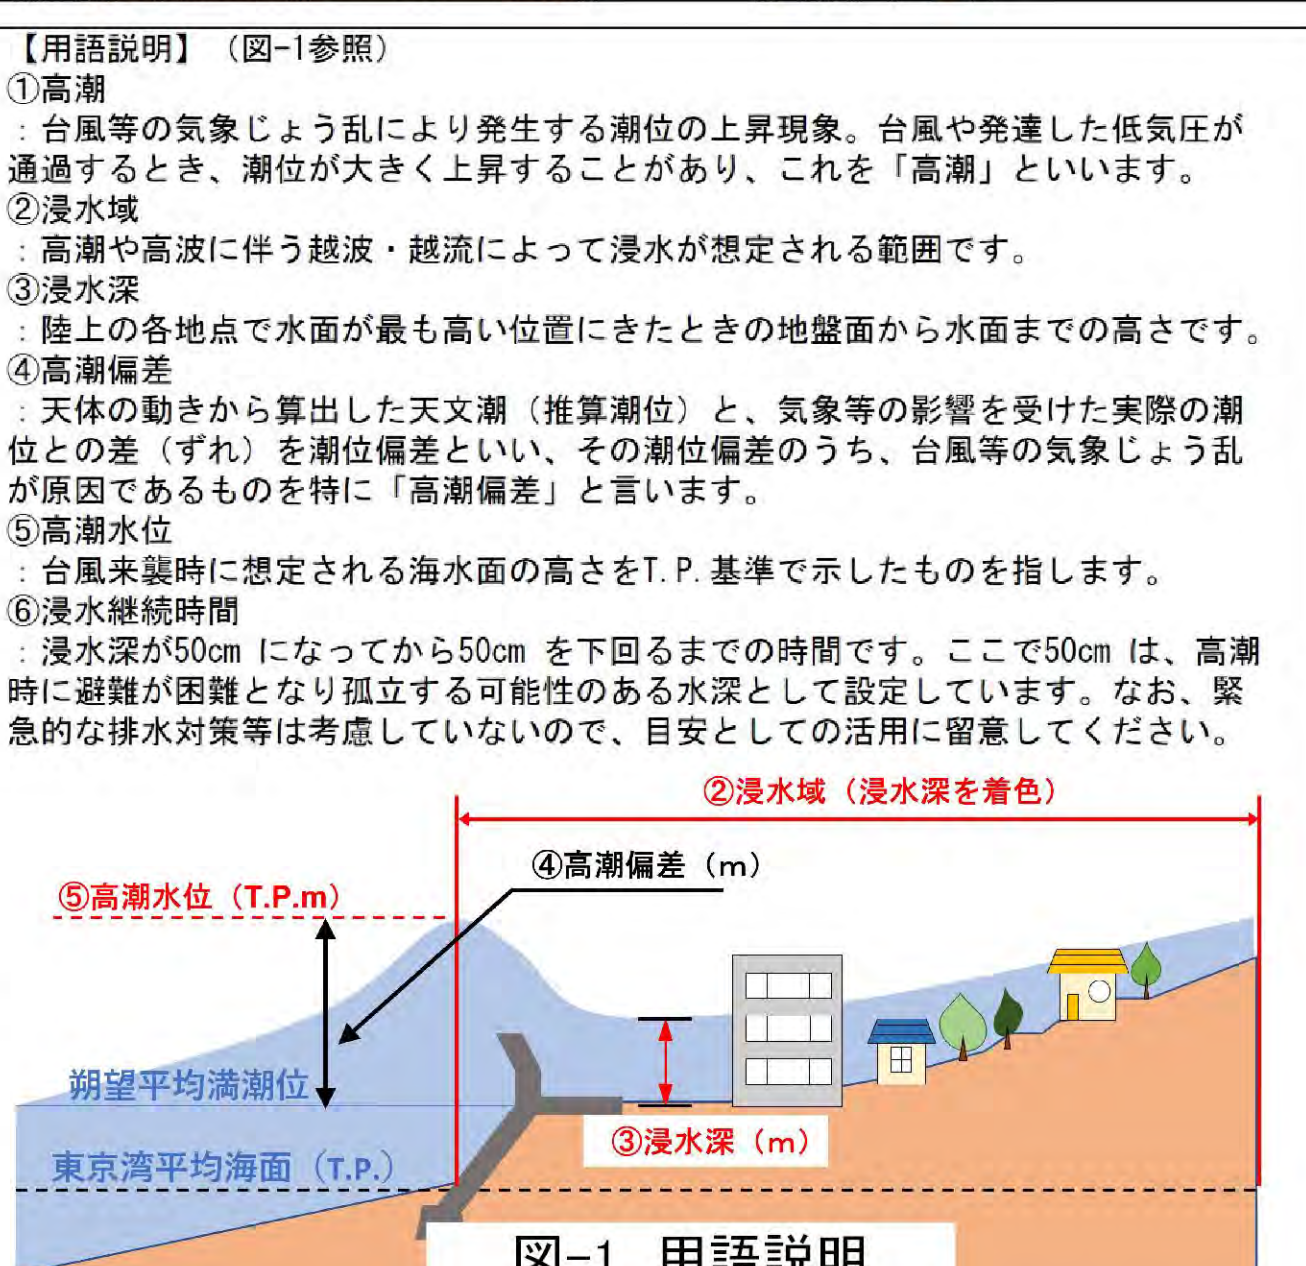 【用語説明】（図-1参照）
①高潮
：台風等の気象じょう乱により発生する潮位の上昇現象。台風や発達した低気圧が
通過するとき、潮位が大きく上昇することがあり、これを「高潮」といいます。
②浸水域
：高潮や高波に伴う越波・越流によって浸水が想定される範囲です。
③浸水深
：陸上の各地点で水面が最も高い位置にきたときの地盤面から水面までの高さです。
④高潮偏差
：天体の動きから算出した天文潮（推算潮位）と、気象等の影響を受けた実際の潮
位との差（ずれ）を潮位偏差といい、その潮位偏差のうち、台風等の気象じょう乱
が原因であるものを特に「高潮偏差」と言います。
⑤高潮水位
：台風来襲時に想定される海水面の高さをT.P.基準で示したものを指します。
⑥浸水継続時間
：浸水深が50cm になってから50cm を下回るまでの時間です。ここで50cm は、高潮
時に避難が困難となり孤立する可能性のある水深として設定しています。なお、緊
急的な排水対策等は考慮していないので、目安としての活用に留意してください。
②浸水域（浸水深を着色）
④高潮偏差（m）
⑤高潮水位（T.P.m）
朔望平均満潮位
③浸水深（m）
東京湾平均海面（T.P.）
図-1 用語説明